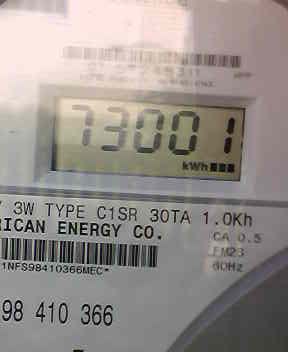 73001
kWh
Y 3W TYPE C1SR 30TA 1.0Kh
RICAN ENERGY CO.
CA 0.5
FM23
60Hz
1NFS98410366MEC*
98 410 366